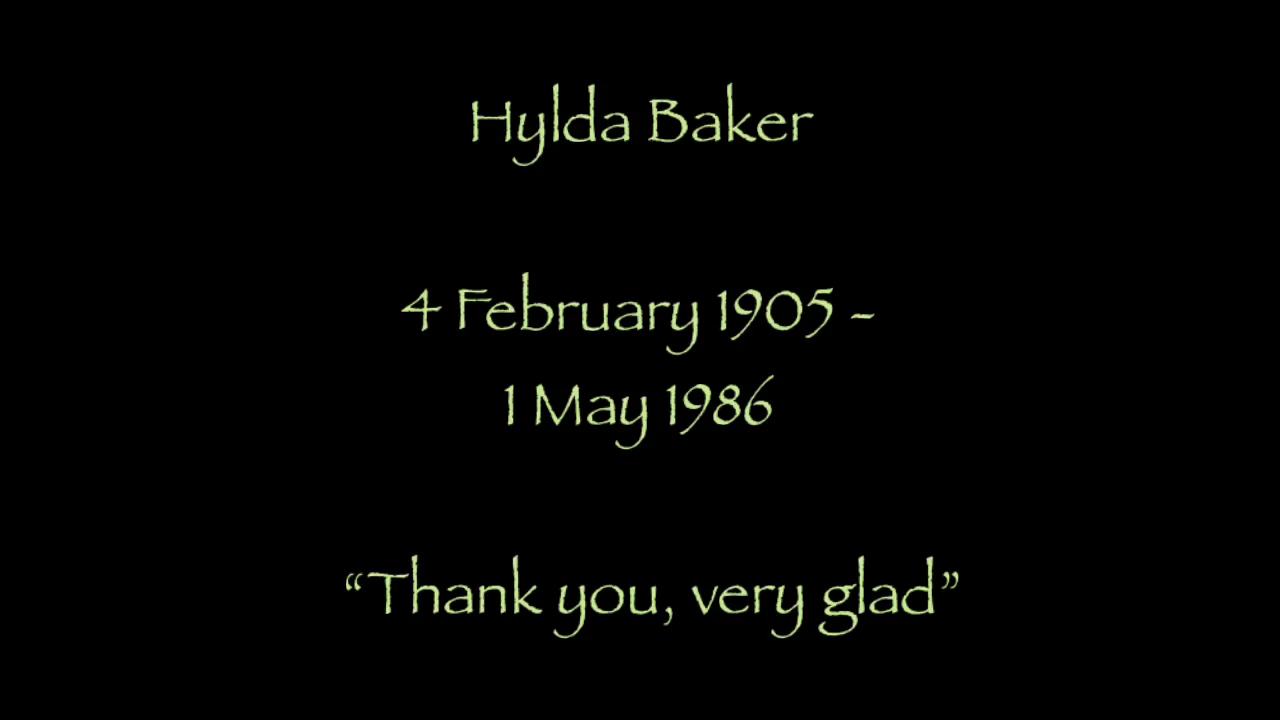 Hylda Baker
4 February 1905 -
1 May 1986
“Thank you, very glad”